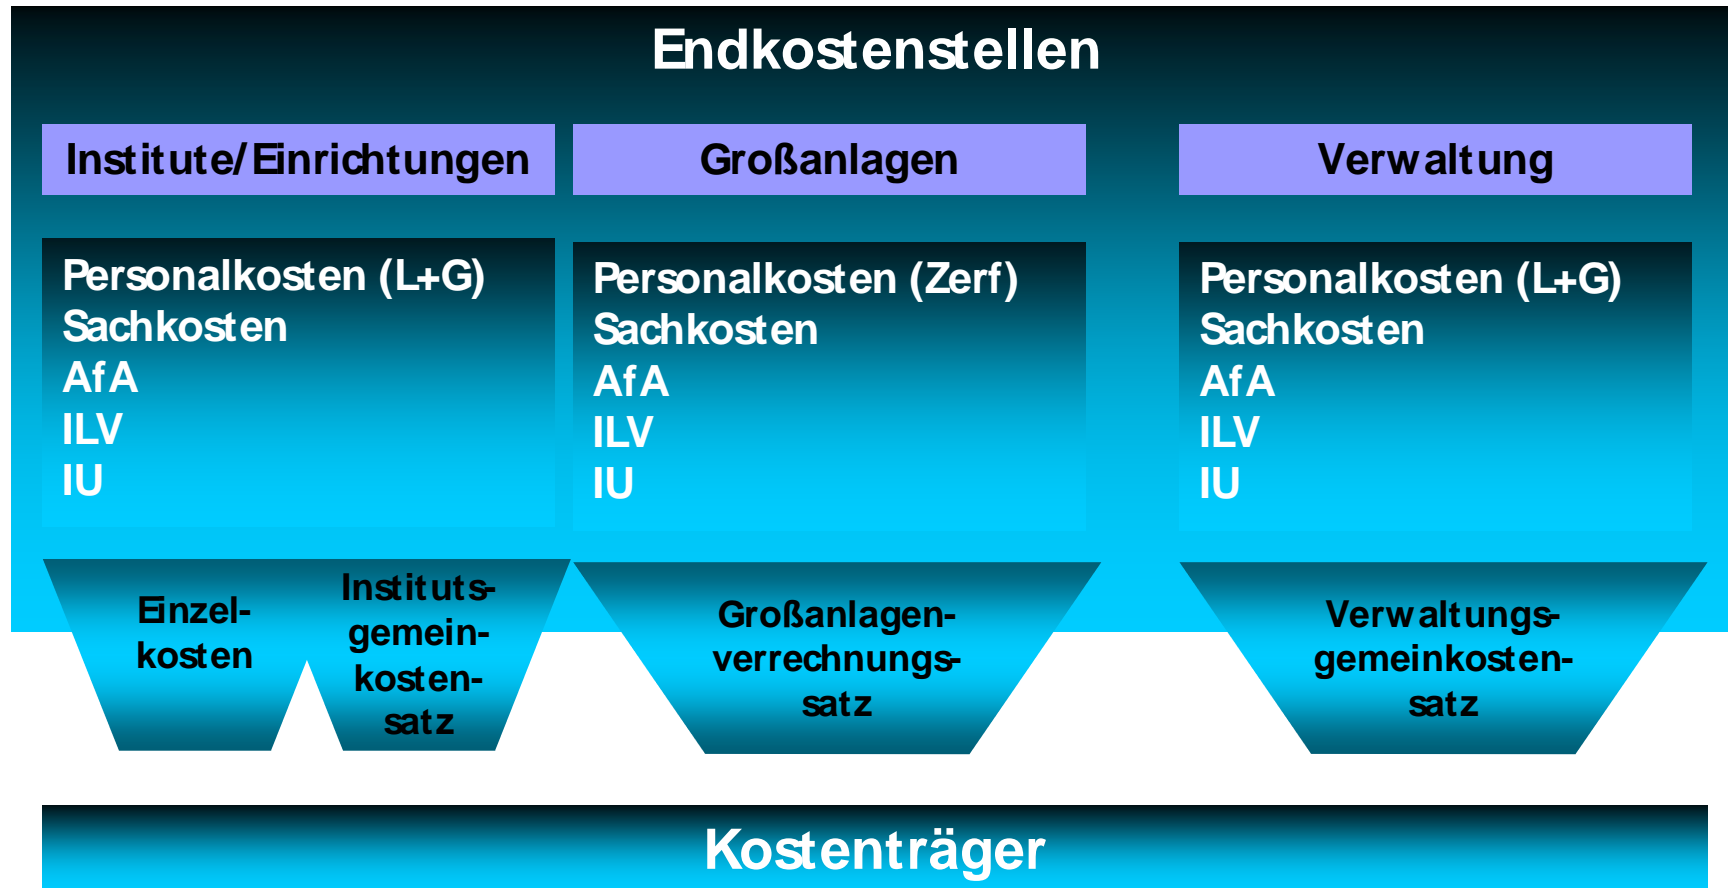 Endkostenstellen
Institute/Einrichtungen
Großanlagen
Verwaltung
Personalkosten (L+G)
Sachkosten
AfA
ILV
IU
Personalkosten (Zerf)
Sachkosten
AfA
ILV
IU
Personalkosten (L+G)
Sachkosten
AfA
ILV
IU
Einzel-
kosten
Instituts-
gemein-
kosten-
satz
Großanlagen-
verrechnungs-
satz
Verwaltungs-
gemeinkosten-
satz
Kostenträger